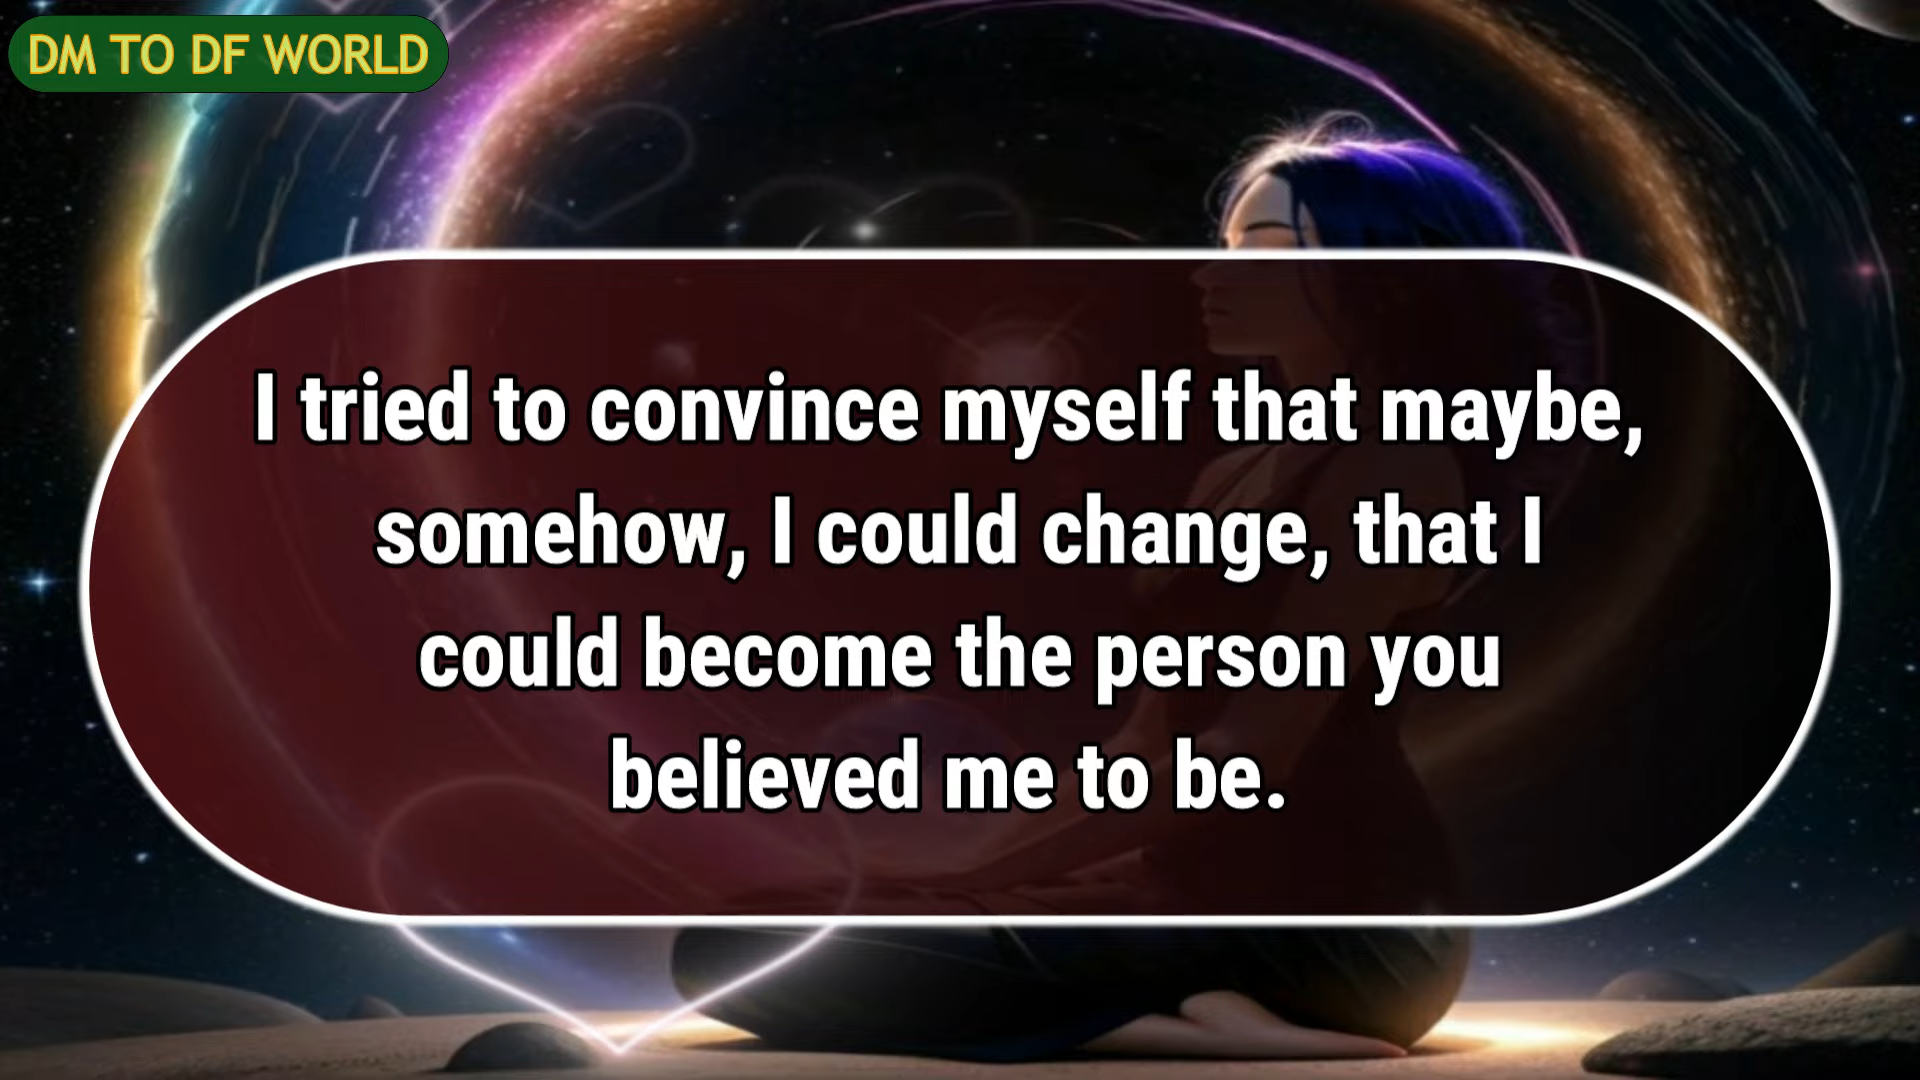 DM TO DF WORLD
I tried to convince myself that maybe,
somehow, I could change, that I
could become the person you
believed me to be.